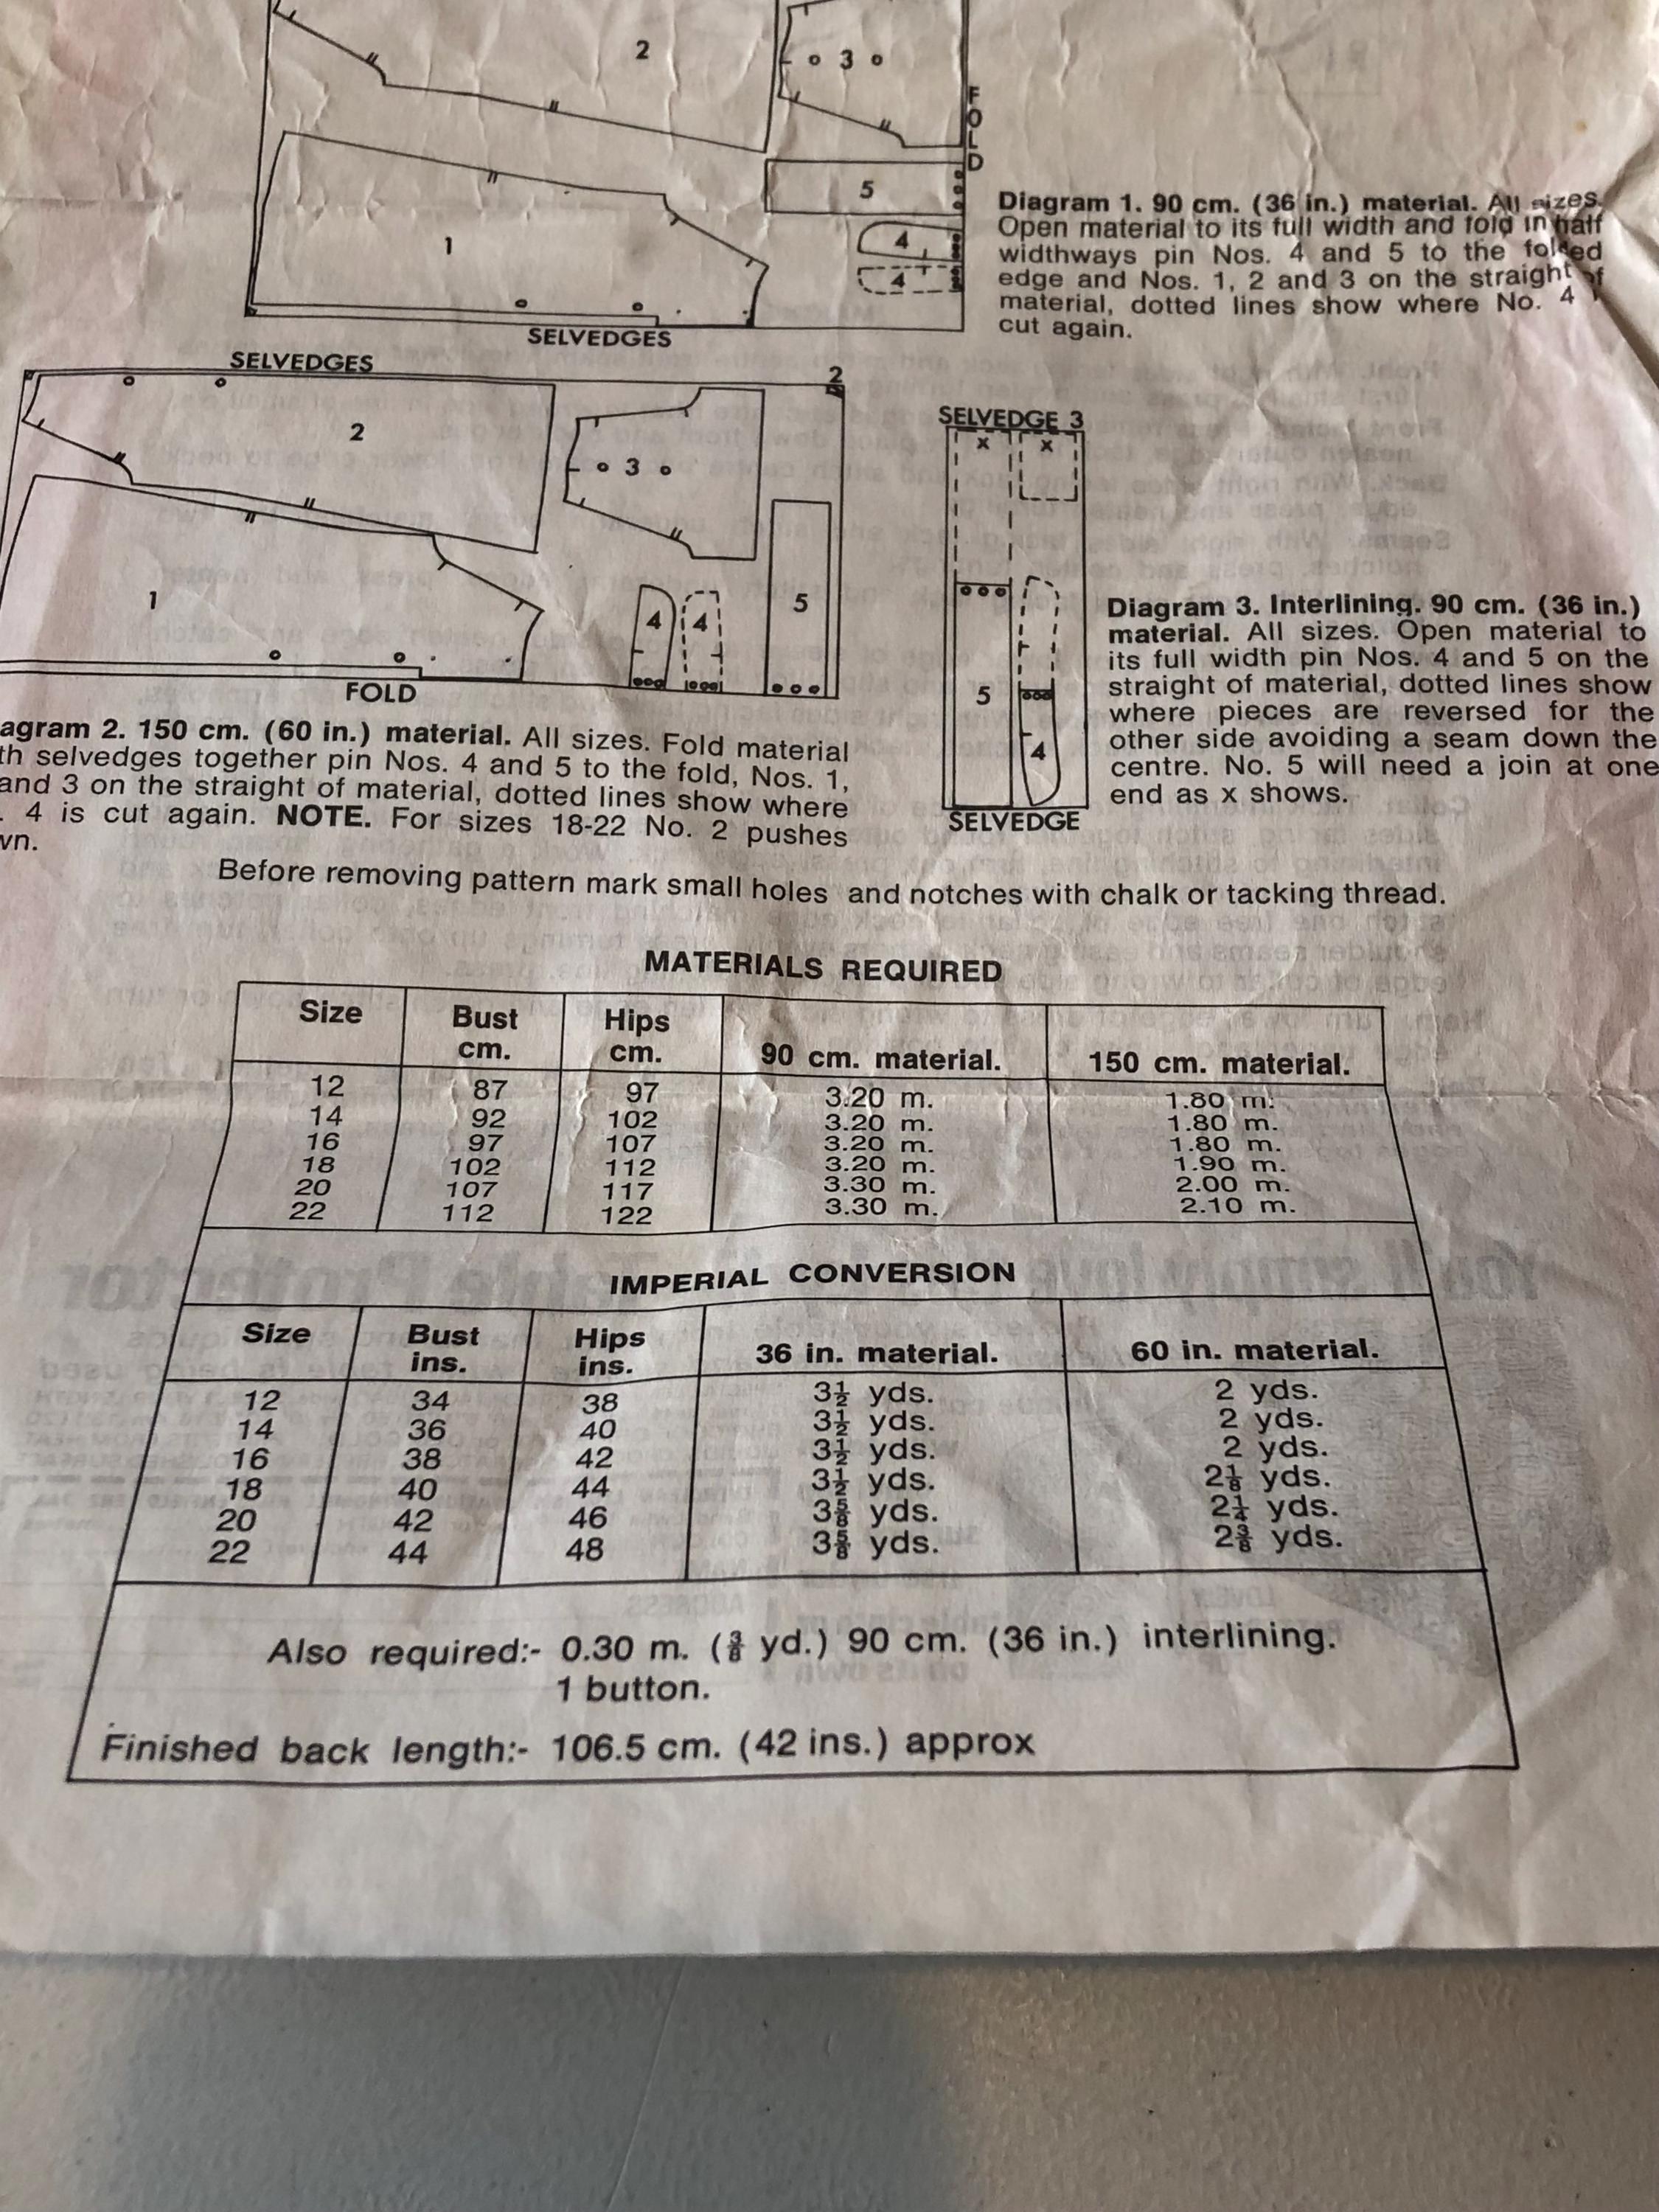 2
3
FOLD
5
4
4
1
SELVEDGES
Diagram 1. 90 cm. (36 in.) material. All sizes.
Open material to its full width and fold in half
widthways pin Nos. 4 and 5 to the folded
edge and Nos. 1, 2 and 3 on the straight of
material, dotted lines show where No. 4
cut again.
SELVEDGES
2
2
3
1
4
4
5
FOLD
agram 2. 150 cm. (60 in.) material. All sizes. Fold material
th selvedges together pin Nos. 4 and 5 to the fold, Nos. 1,
and 3 on the straight of material, dotted lines show where
. 4 is cut again. NOTE. For sizes 18-22 No. 2 pushes
wn.
SELVEDGE 3
x x
5
4
SELVEDGE
Diagram 3. Interlining. 90 cm. (36 in.)
material. All sizes. Open material to
its full width pin Nos. 4 and 5 on the
straight of material, dotted lines show
where pieces are reversed for the
other side avoiding a seam down the
centre. No. 5 will need a join at one
end as x shows.
Before removing pattern mark small holes and notches with chalk or tacking thread.
MATERIALS REQUIRED
Size Bust cm. Hips cm. 90 cm. material. 150 cm. material.
12 87 97 3.20 m. 1.80 m.
14 92 102 3.20 m. 1.80 m.
16 97 107 3.20 m. 1.80 m.
18 102 112 3.20 m. 1.90 m.
20 107 117 3.30 m. 2.00 m.
22 112 122 3.30 m. 2.10 m.
IMPERIAL CONVERSION
Size Bust ins. Hips ins. 36 in. material. 60 in. material.
12 34 38 3½ yds. 2 yds.
14 36 40 3½ yds. 2 yds.
16 38 42 3½ yds. 2 yds.
18 40 44 3½ yds. 2⅛ yds.
20 42 46 3⅝ yds. 2¼ yds.
22 44 48 3⅝ yds. 2⅜ yds.
Also required:- 0.30 m. (⅜ yd.) 90 cm. (36 in.) interlining.
1 button.
Finished back length:- 106.5 cm. (42 ins.) approx